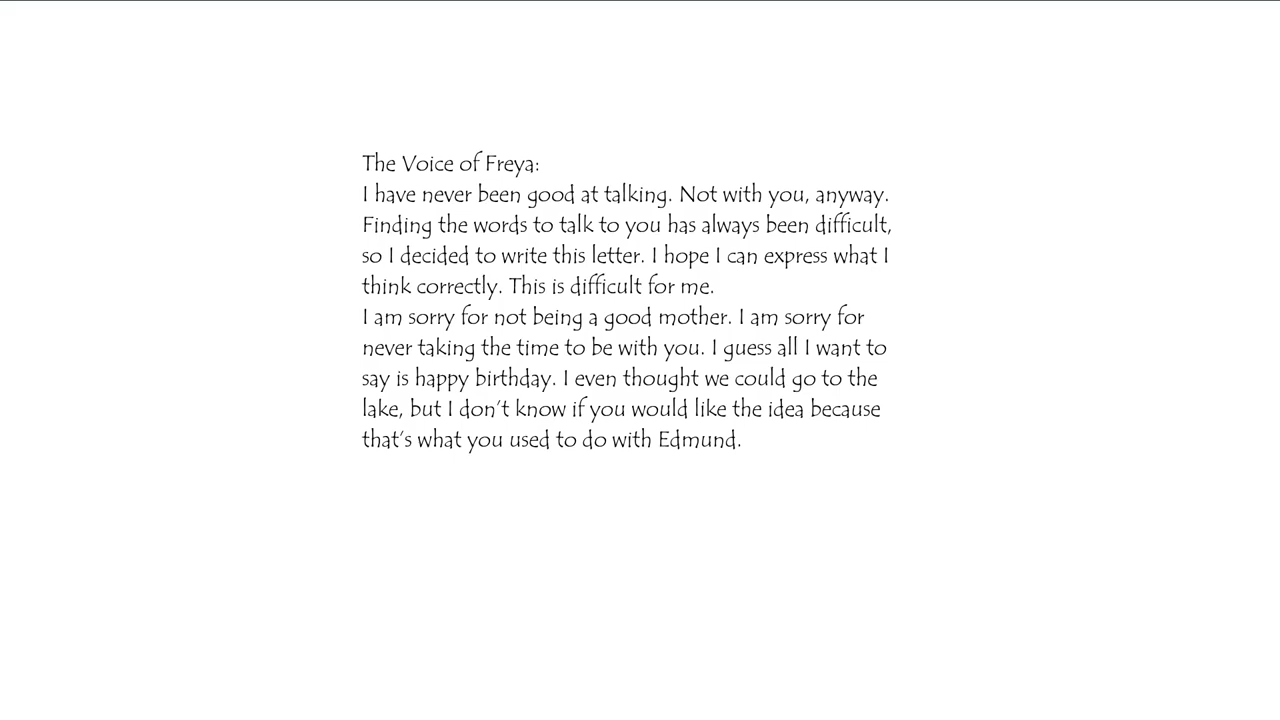 The Voice of Freya:
I have never been good at talking. Not with you, anyway.
Finding the words to talk to you has always been difficult,
so I decided to write this letter. I hope I can express what I
think correctly. This is difficult for me.
I am sorry for not being a good mother. I am sorry for
never taking the time to be with you. I guess all I want to
say is happy birthday. I even thought we could go to the
lake, but I don't know if you would like the idea because
that's what you used to do with Edmund.